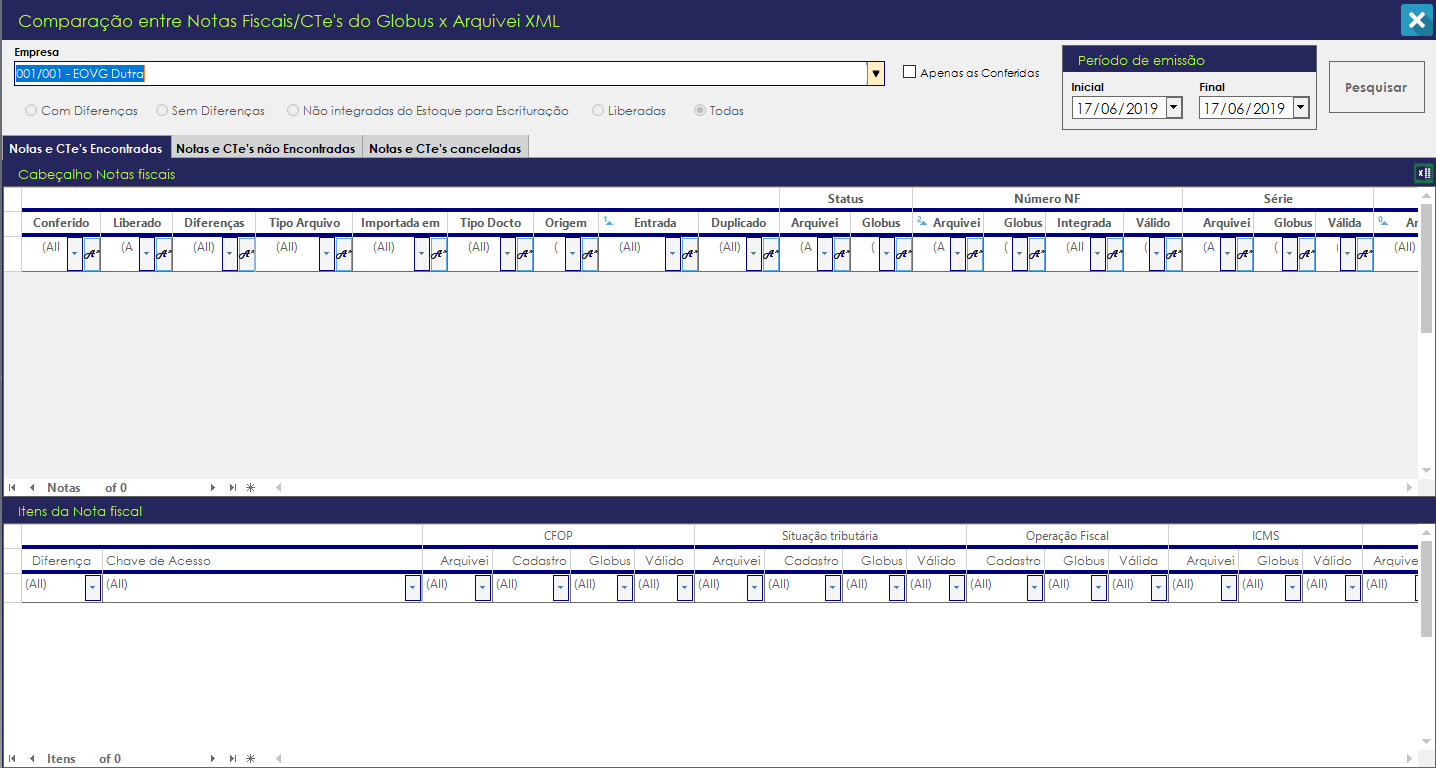 Comparação entre Notas Fiscais/CTe's do Globus x Arquivei XML
Empresa
001/001 - EOVG Dutra
Apenas as Conferidas
Período de emissão
Inicial Final
17/06/2019 17/06/2019
Pesquisar
Com Diferenças Sem Diferenças Não integradas do Estoque para Escrituração Liberadas Todas
Notas e CTe's Encontradas Notas e CTe's não Encontradas Notas e CTe's canceladas
Cabeçalho Notas fiscais
Status Número NF Série
Conferido Liberado Diferenças Tipo Arquivo Importada em Tipo Docto Origem 1 Entrada Duplicado Arquivei Globus 2 Arquivei Globus Integrada Válido Arquivei Globus Válida 0 Ar
(All (A (All) (All) (All) (All) ( (All) (All) (A ( (A ( (All ( (A ( ( (All)
Notas of 0
Itens da Nota fiscal
CFOP Situação tributária Operação Fiscal ICMS
Diferença Chave de Acesso Arquivei Cadastro Globus Válido Arquivei Cadastro Globus Válido Cadastro Globus Válida Arquivei Globus Válido Arquive
(All) (All) (All) (All) (All) (All) (All) (All) (All) (All) (All) (All) (All) (All) (All) (All) (All)
Itens of 0